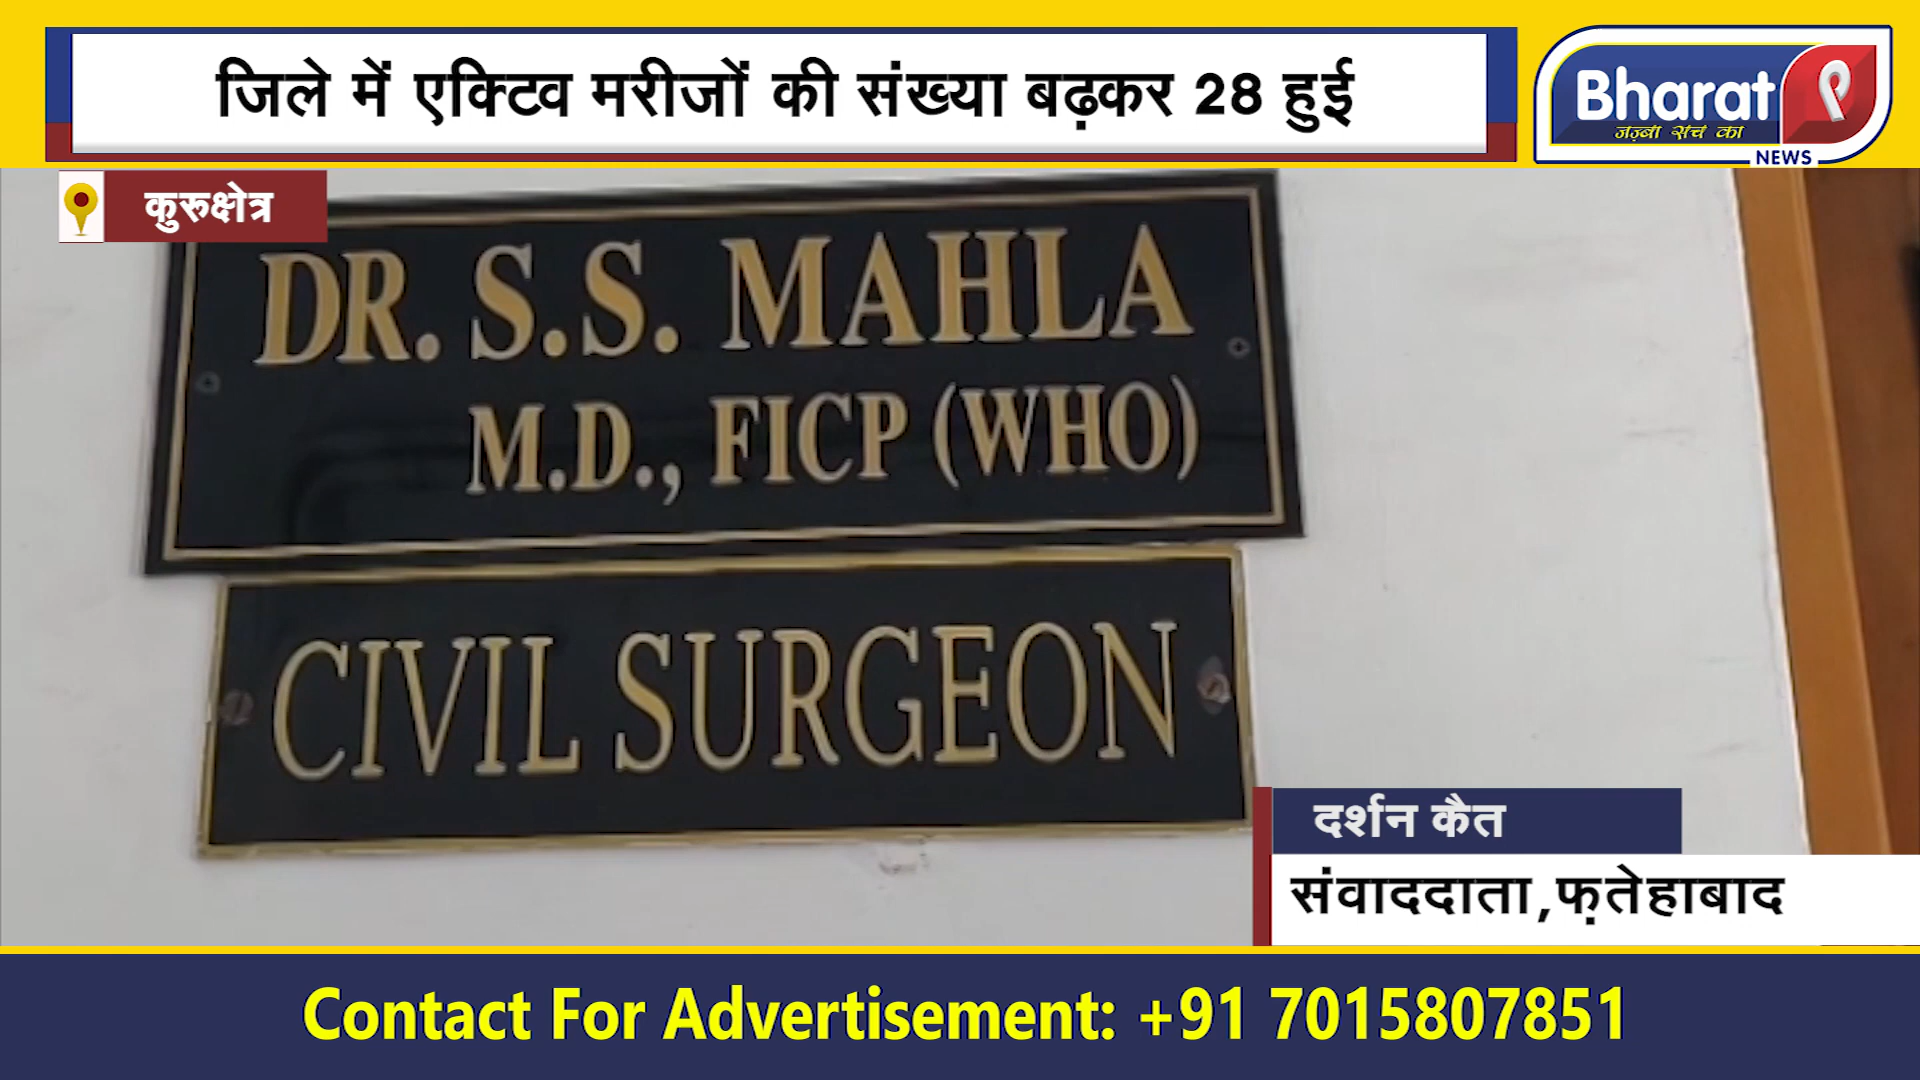 जिले में एक्टिव मरीजों की संख्या बढ़कर 28 हुई
Bharat १
जज़्बा सच का
NEWS
कुरुक्षेत्र
DR. S.S. MAHLA
M.D., FICP (WHO)
CIVIL SURGEON
दर्शन कैत
संवाददाता,फ़तेहाबाद
Contact For Advertisement: +91 7015807851